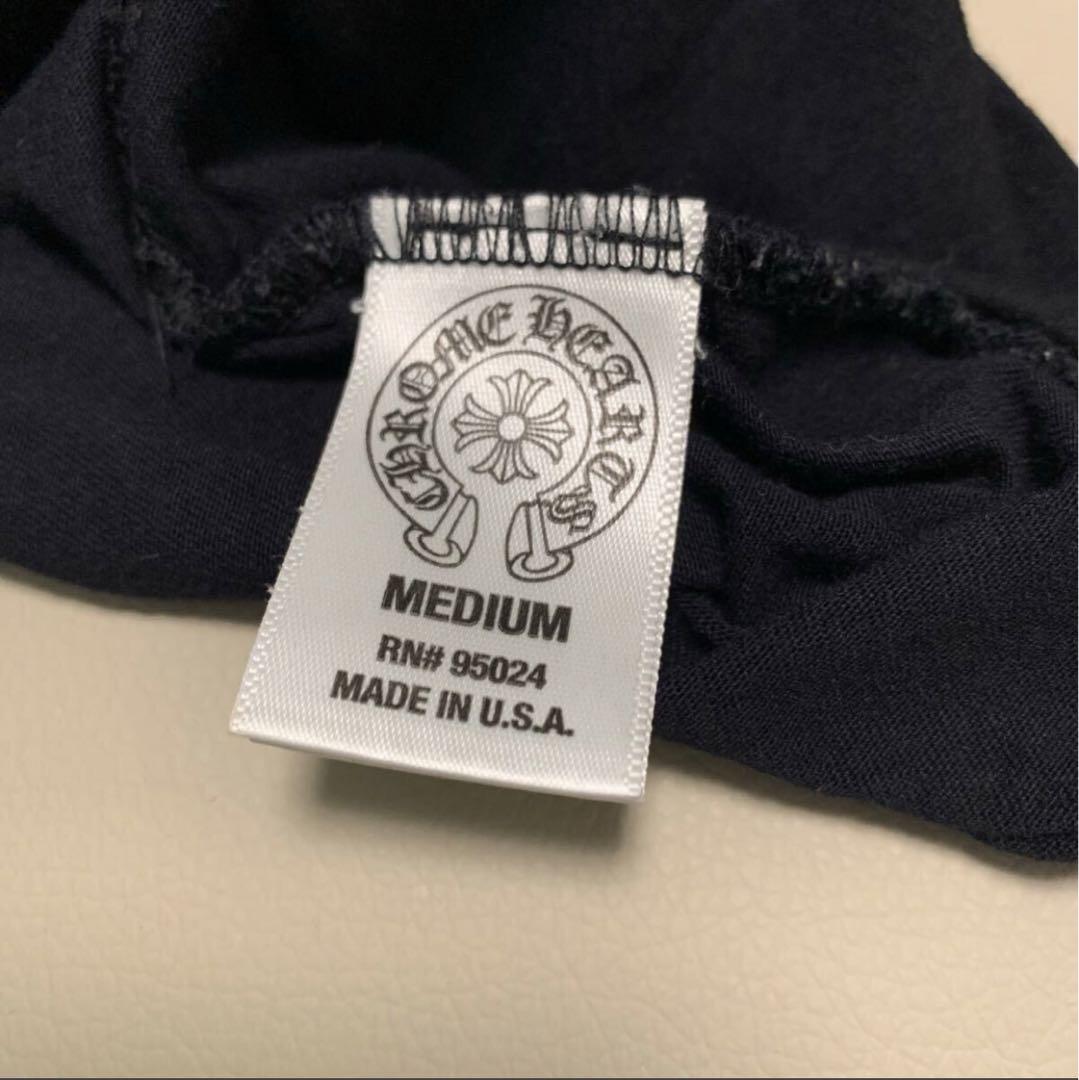 CHROME HEARTS
MEDIUM
RN# 95024
MADE IN U.S.A.